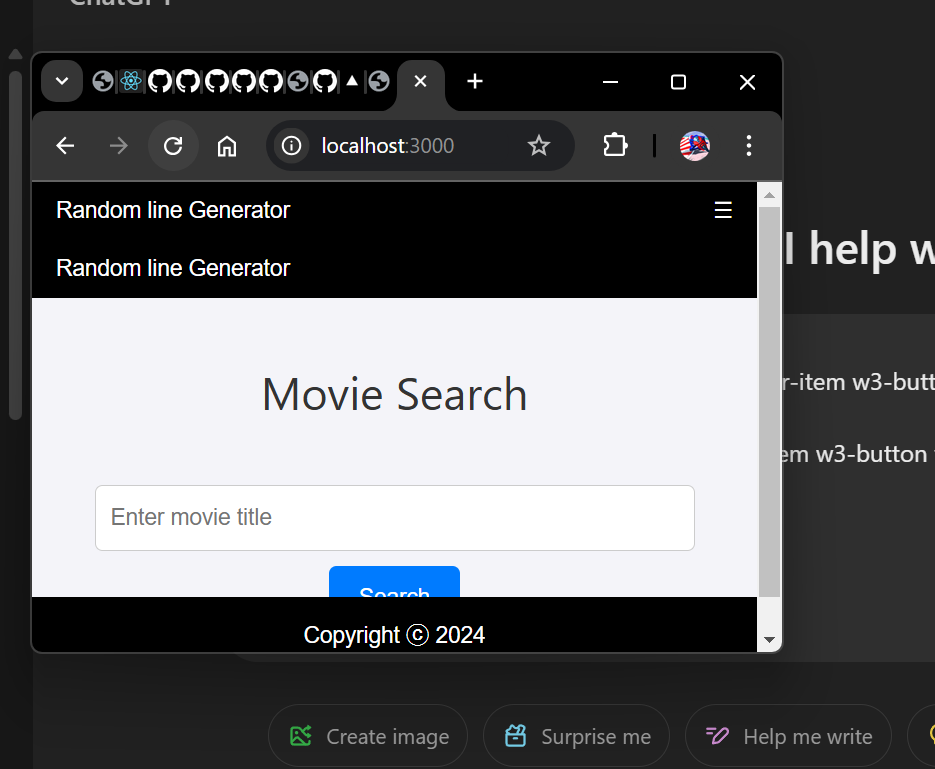 localhost:3000
Random line Generator
☰
Random line Generator
I help w
Movie Search
r-item w3-butt
em w3-button
Enter movie title
Search
Copyright ⓒ 2024
Create image
Surprise me
Help me write